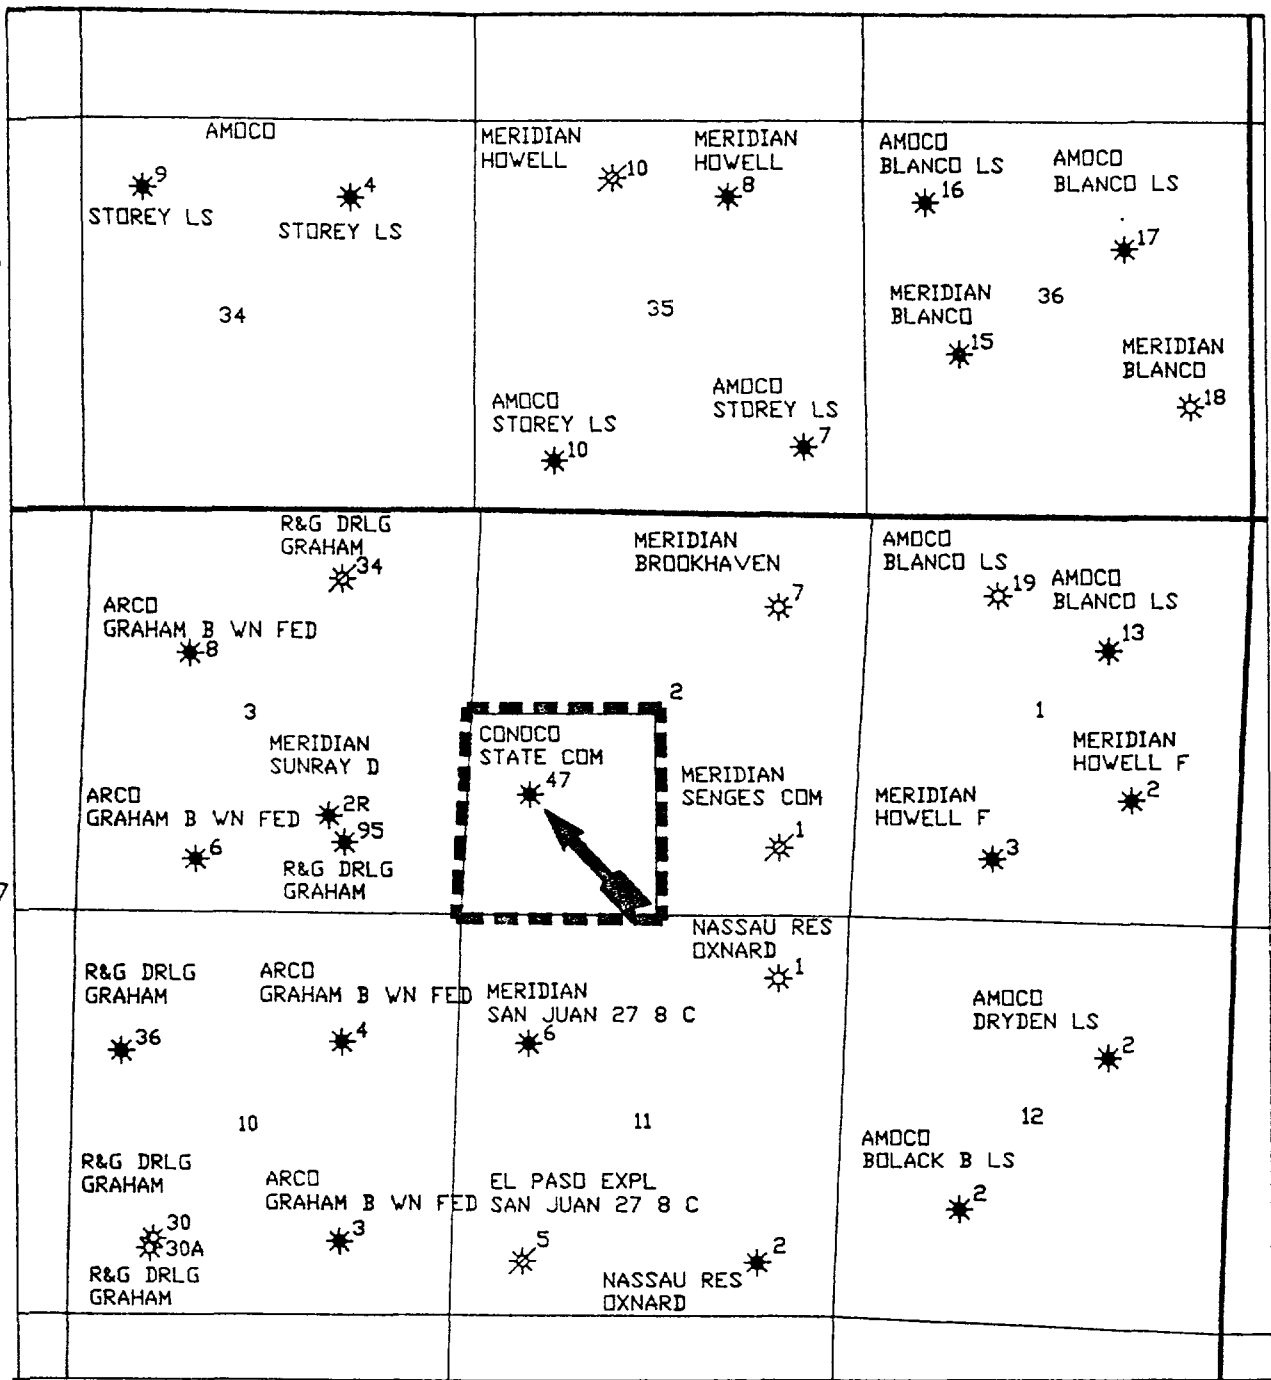 AMOCO
9
STOREY LS
4
STOREY LS
34
MERIDIAN
HOWELL
10
MERIDIAN
HOWELL
8
35
AMOCO
STOREY LS
10
AMOCO
STOREY LS
7
AMOCO
BLANCO LS
16
AMOCO
BLANCO LS
17
MERIDIAN
BLANCO
15
36
MERIDIAN
BLANCO
18
R&G DRLG
GRAHAM
34
ARCO
GRAHAM B WN FED
8
3
MERIDIAN
SUNRAY D
2R
ARCO
GRAHAM B WN FED
6
95
R&G DRLG
GRAHAM
MERIDIAN
BROOKHAVEN
7
2
CONOCO
STATE COM
47
MERIDIAN
SENGES COM
1
AMOCO
BLANCO LS
19
AMOCO
BLANCO LS
13
1
MERIDIAN
HOWELL F
2
MERIDIAN
HOWELL F
3
7
R&G DRLG
GRAHAM
36
ARCO
GRAHAM B WN FED
4
10
R&G DRLG
GRAHAM
30
30A
R&G DRLG
GRAHAM
ARCO
GRAHAM B WN FED
3
NASSAU RES
OXNARD
1
MERIDIAN
SAN JUAN 27 8 C
6
11
EL PASO EXPL
SAN JUAN 27 8 C
5
NASSAU RES
OXNARD
2
AMOCO
DRYDEN LS
2
12
AMOCO
BOLACK B LS
2